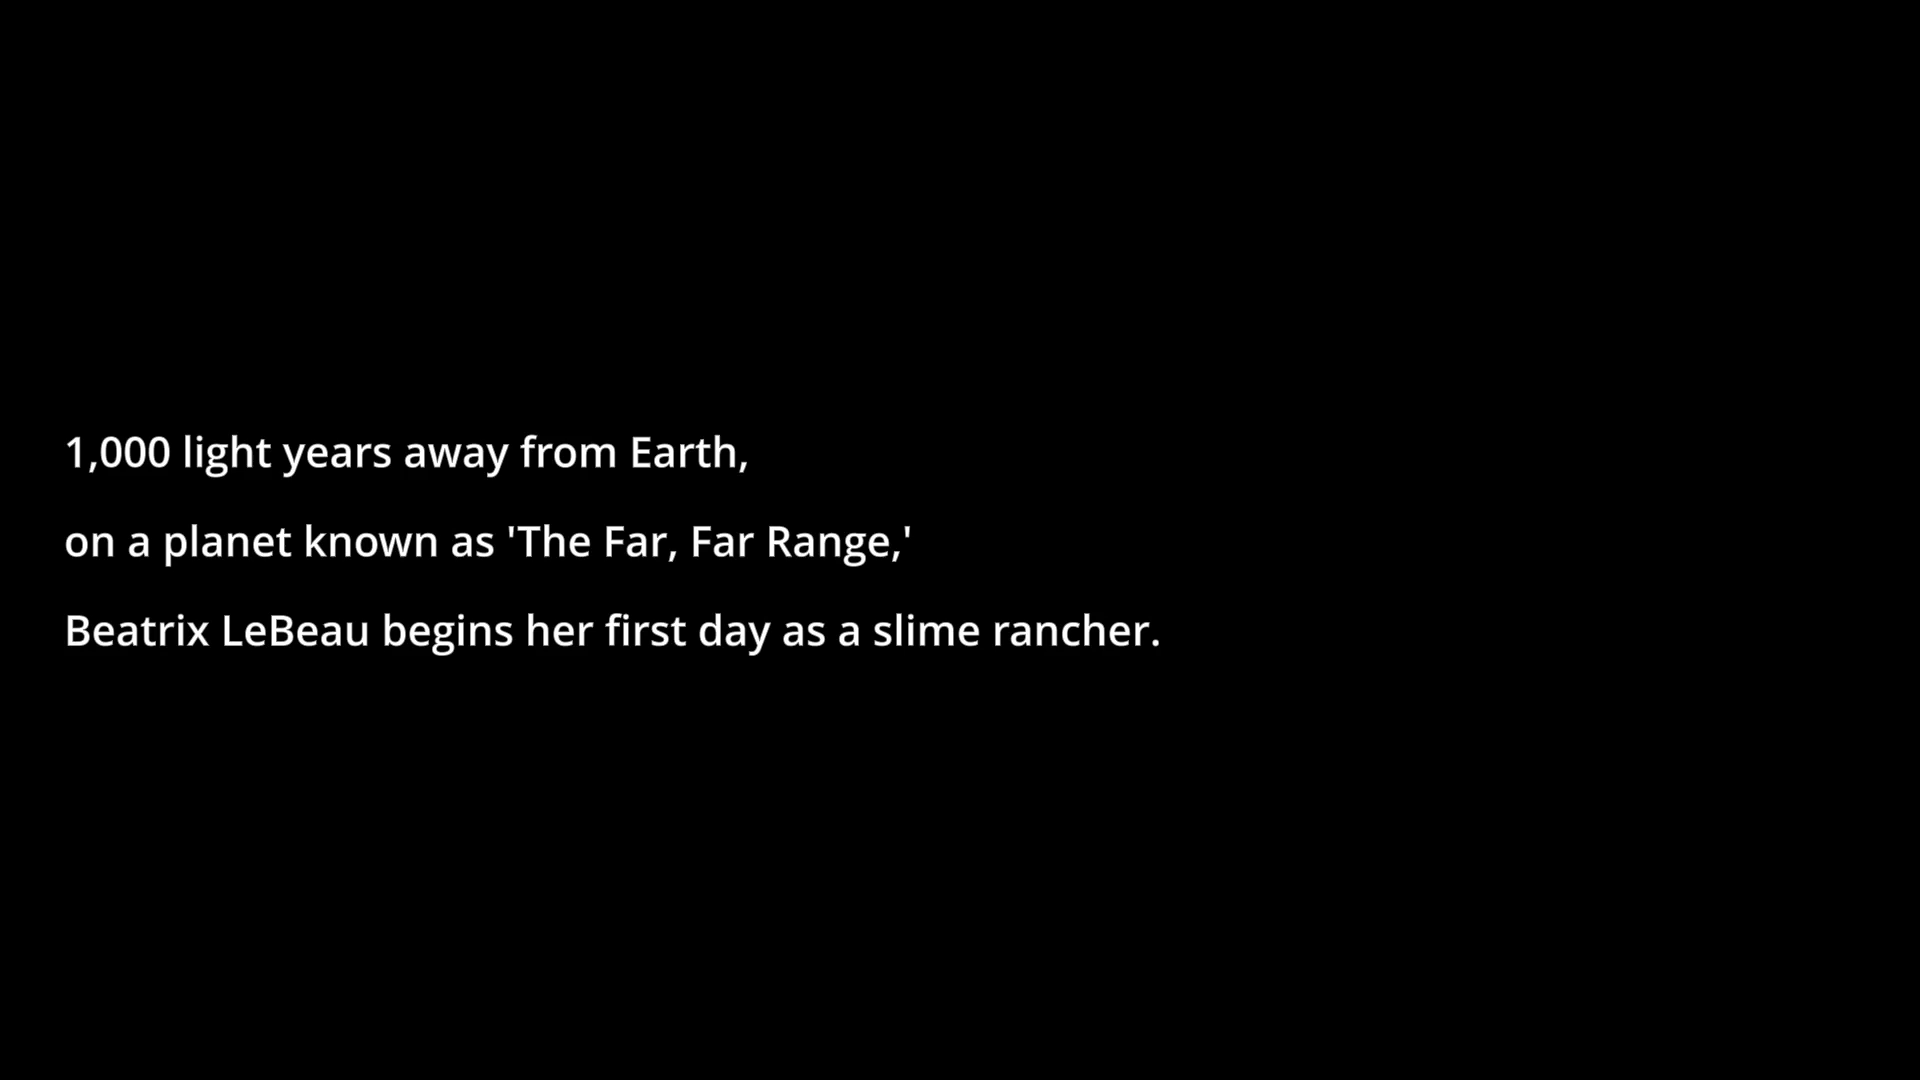 1,000 light years away from Earth,
on a planet known as 'The Far, Far Range,'
Beatrix LeBeau begins her first day as a slime rancher.